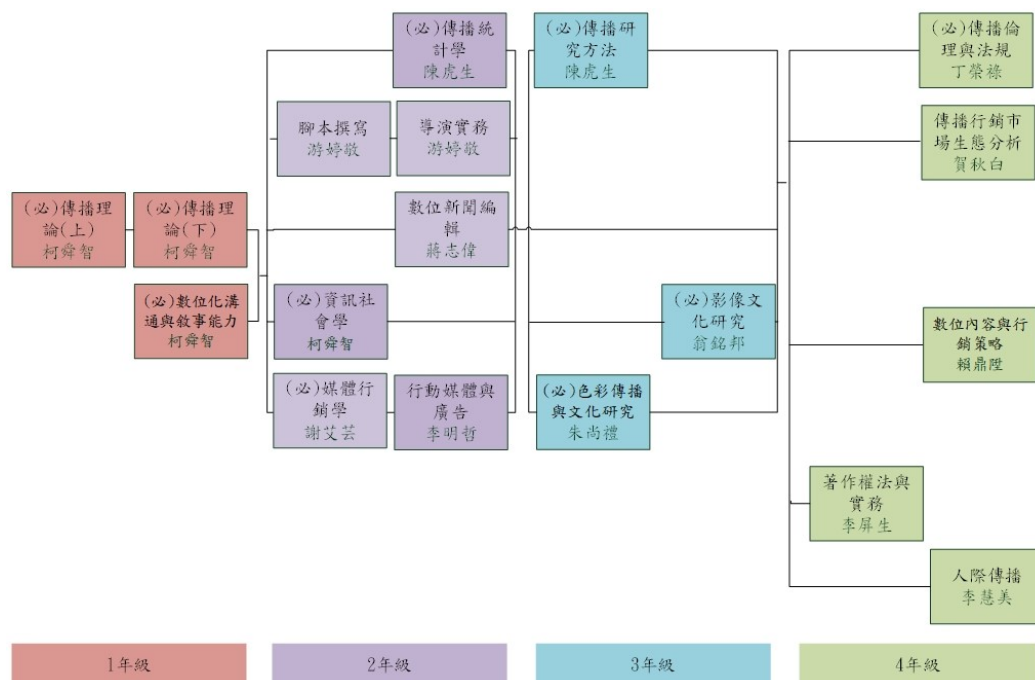 (必)傳播理
論(上)
柯舜智
(必)傳播理
論(下)
柯舜智
(必)數位化溝
通與敘事能力
柯舜智
(必)傳播統
計學
陳虎生
腳本撰寫
游婷敬
導演實務
游婷敬
數位新聞編
輯
蔣志偉
(必)資訊社
會學
柯舜智
(必)媒體行
銷學
謝艾芸
行動媒體與
廣告
李明哲
(必)傳播研
究方法
陳虎生
(必)影像文
化研究
翁銘邦
(必)色彩傳播
與文化研究
朱尚禮
(必)傳播倫
理與法規
丁榮祿
傳播行銷市
場生態分析
賀秋白
數位內容與行
銷策略
賴鼎陞
著作權法與
實務
李屏生
人際傳播
李慧美
1年級
2年級
3年級
4年級